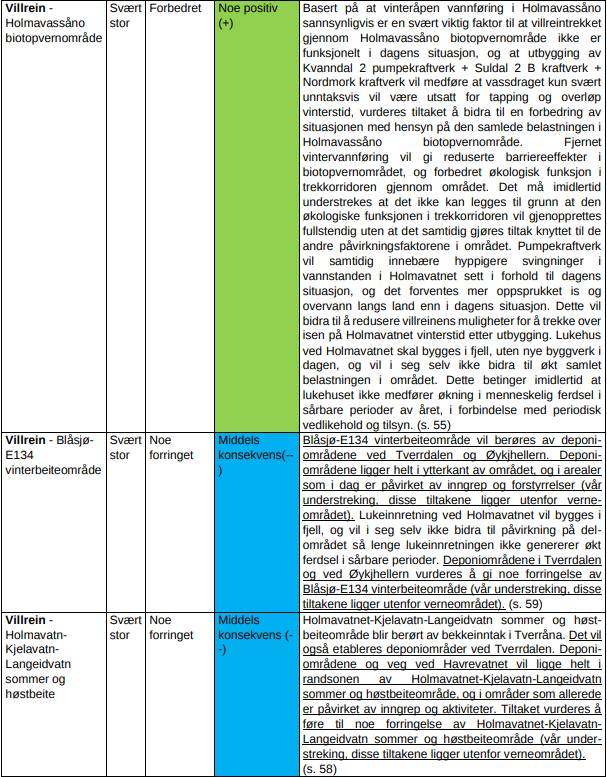 Villrein -
Holmavassåno
biotopvernområde
Svært
stor
Forbedret
Noe positiv
(+)
Basert på at vinteråpen vannføring i Holmavassåno
sannsynligvis er en svært viktig faktor til at villreintrekket
gjennom Holmavassåno biotopvernområde ikke er
funksjonelt i dagens situasjon, og at utbygging av
Kvanndal 2 pumpekraftverk + Suldal 2 B kraftverk +
Nordmork kraftverk vil medføre at vassdraget kun svært
unntaksvis vil være utsatt for tapping og overløp
vinterstid, vurderes tiltaket å bidra til en forbedring av
situasjonen med hensyn på den samlede belastningen i
Holmavassåno biotopvernområde. Fjernet
vintervannføring vil gi reduserte barriereffekter i
biotopvernområdet, og forbedret økologisk funksjon i
trekkorridoren gjennom området. Det må imidlertid
understrekes at det ikke kan legges til grunn at den
økologiske funksjonen i trekkorridoren vil gjenopprettes
fullstendig uten at det samtidig gjøres tiltak knyttet til de
andre påvirkningsfaktorene i området. Pumpekraftverk
vil samtidig innebære hyppigere svingninger i
vannstanden i Holmavatnet sett i forhold til dagens
situasjon, og det forventes mer oppsprukket is og
overvann langs land enn i dagens situasjon. Dette vil
bidra til å redusere villreinens muligheter for å trekke over
isen på Holmavatnet vinterstid etter utbygging. Lukehus
ved Holmavatnet skal bygges i fjell, uten nye byggverk i
dagen, og vil i seg selv ikke bidra til økt samlet
belastningen i området. Dette betinger imidlertid at
lukehuset ikke medfører økning i menneskelig ferdsel i
sårbare perioder av året, i forbindelse med periodisk
vedlikehold og tilsyn. (s. 55)
Villrein - Blåsjø-
E134
vinterbeiteområde
Svært
stor
Noe
forringet
Middels
konsekvens(--
)
Blåsjø-E134 vinterbeiteområde vil berøres av deponi-
områdene ved Tverrdalen og Øykjhellern. Deponi-
områdene ligger helt i ytterkant av området, og i arealer
som i dag er påvirket av inngrep og forstyrrelser (vår
understreking, disse tiltakene ligger utenfor verne-
området). Lukeinnretning ved Holmavatnet vil bygges i
fjell, og vil i seg selv ikke bidra til påvirkning på del-
området så lenge lukeinnretningen ikke genererer økt
ferdsel i sårbare perioder. Deponiområdene i Tverrdalen
og ved Øykjhellern vurderes å gi noe forringelse av
Blåsjø-E134 vinterbeiteområde (vår understreking, disse
tiltakene ligger utenfor verneområdet). (s. 59)
Villrein -
Holmavatn-
Kjelavatn-
Langeidvatn
sommer og
høstbeite
Svært
stor
Noe
forringet
Middels
konsekvens (-
-)
Holmavatnet-Kjelavatn-Langeidvatn sommer og høst-
beiteområde blir berørt av bekkeinntak i Tverråna. Det vil
også etableres deponiområder ved Tverrdalen. Deponi-
områdene og veg ved Havrevatnet vil ligge helt i
randsonen av Holmavatnet-Kjelavatn-Langeidvatn
sommer og høstbeiteområde, og i områder som allerede
er påvirket av inngrep og aktiviteter. Tiltaket vurderes å
føre til noe forringelse av Holmavatnet-Kjelavatn-
Langeidvatn sommer og høstbeiteområde (vår under-
streking, disse tiltakene ligger utenfor verneområdet).
(s. 58)